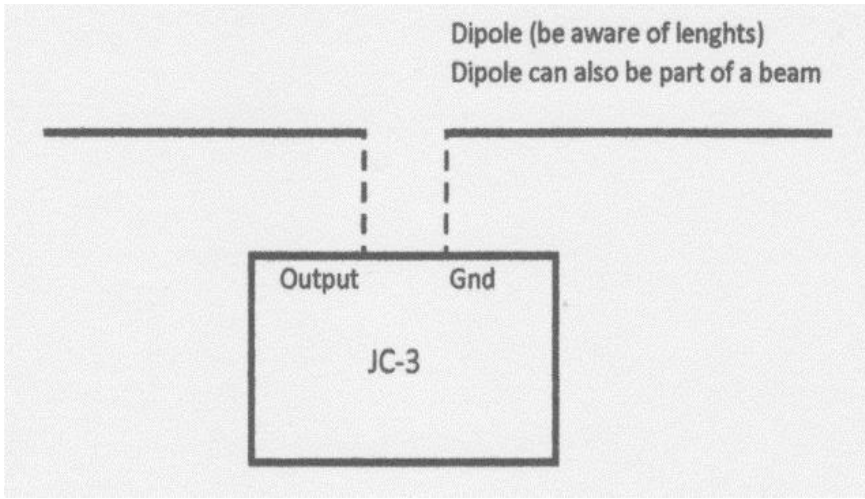 Dipole (be aware of lenghts)
Dipole can also be part of a beam
Output Gnd
JC-3